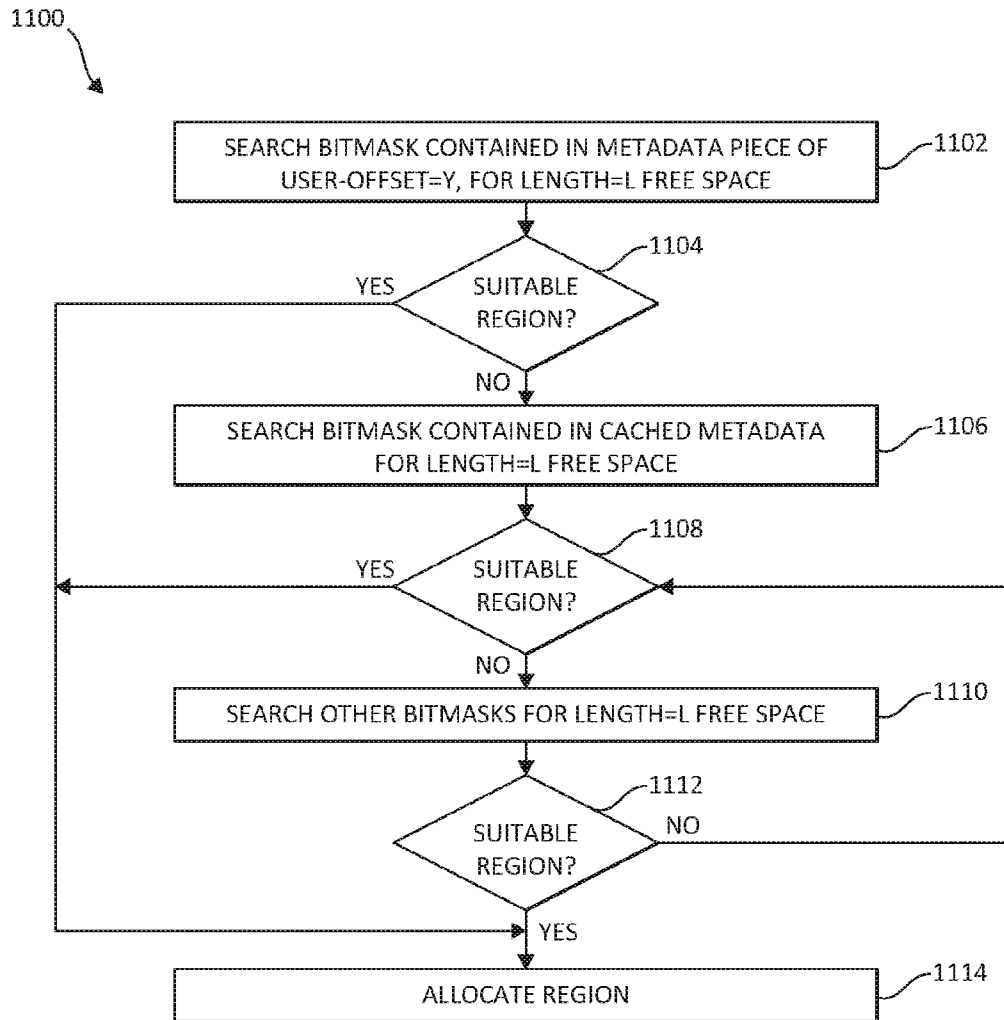 1100
SEARCH BITMASK CONTAINED IN METADATA PIECE OF
USER-OFFSET=Y, FOR LENGTH=L FREE SPACE
1102
1104
YES
SUITABLE
REGION?
NO
SEARCH BITMASK CONTAINED IN CACHED METADATA
FOR LENGTH=L FREE SPACE
1106
1108
YES
SUITABLE
REGION?
NO
SEARCH OTHER BITMASKS FOR LENGTH=L FREE SPACE
1110
1112
SUITABLE
REGION?
NO
YES
ALLOCATE REGION
1114